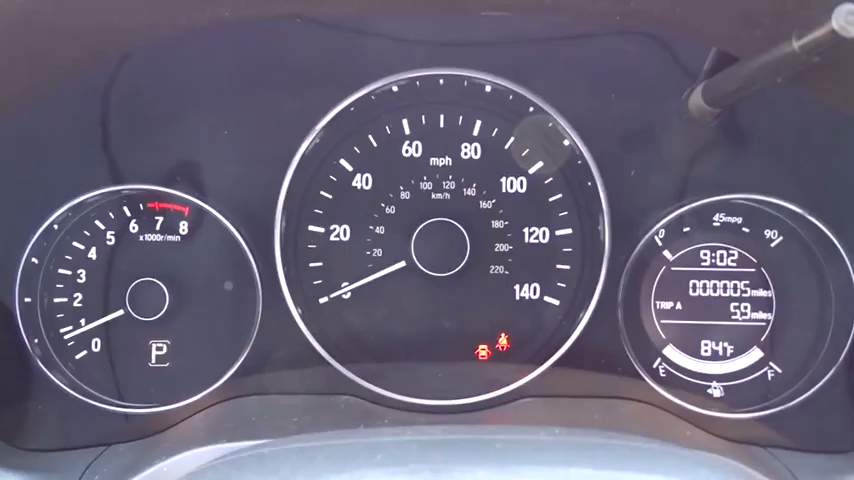 0 1 2 3 4 5 6 7 8
x1000r/min
P
0 20 40 60 80 100 120 140
mph
20 40 60 80 100 120 140 160 180 200 220
km/h
0 45mpg 90
9:02
000005miles
TRIP A
5.9miles
84°F
E F